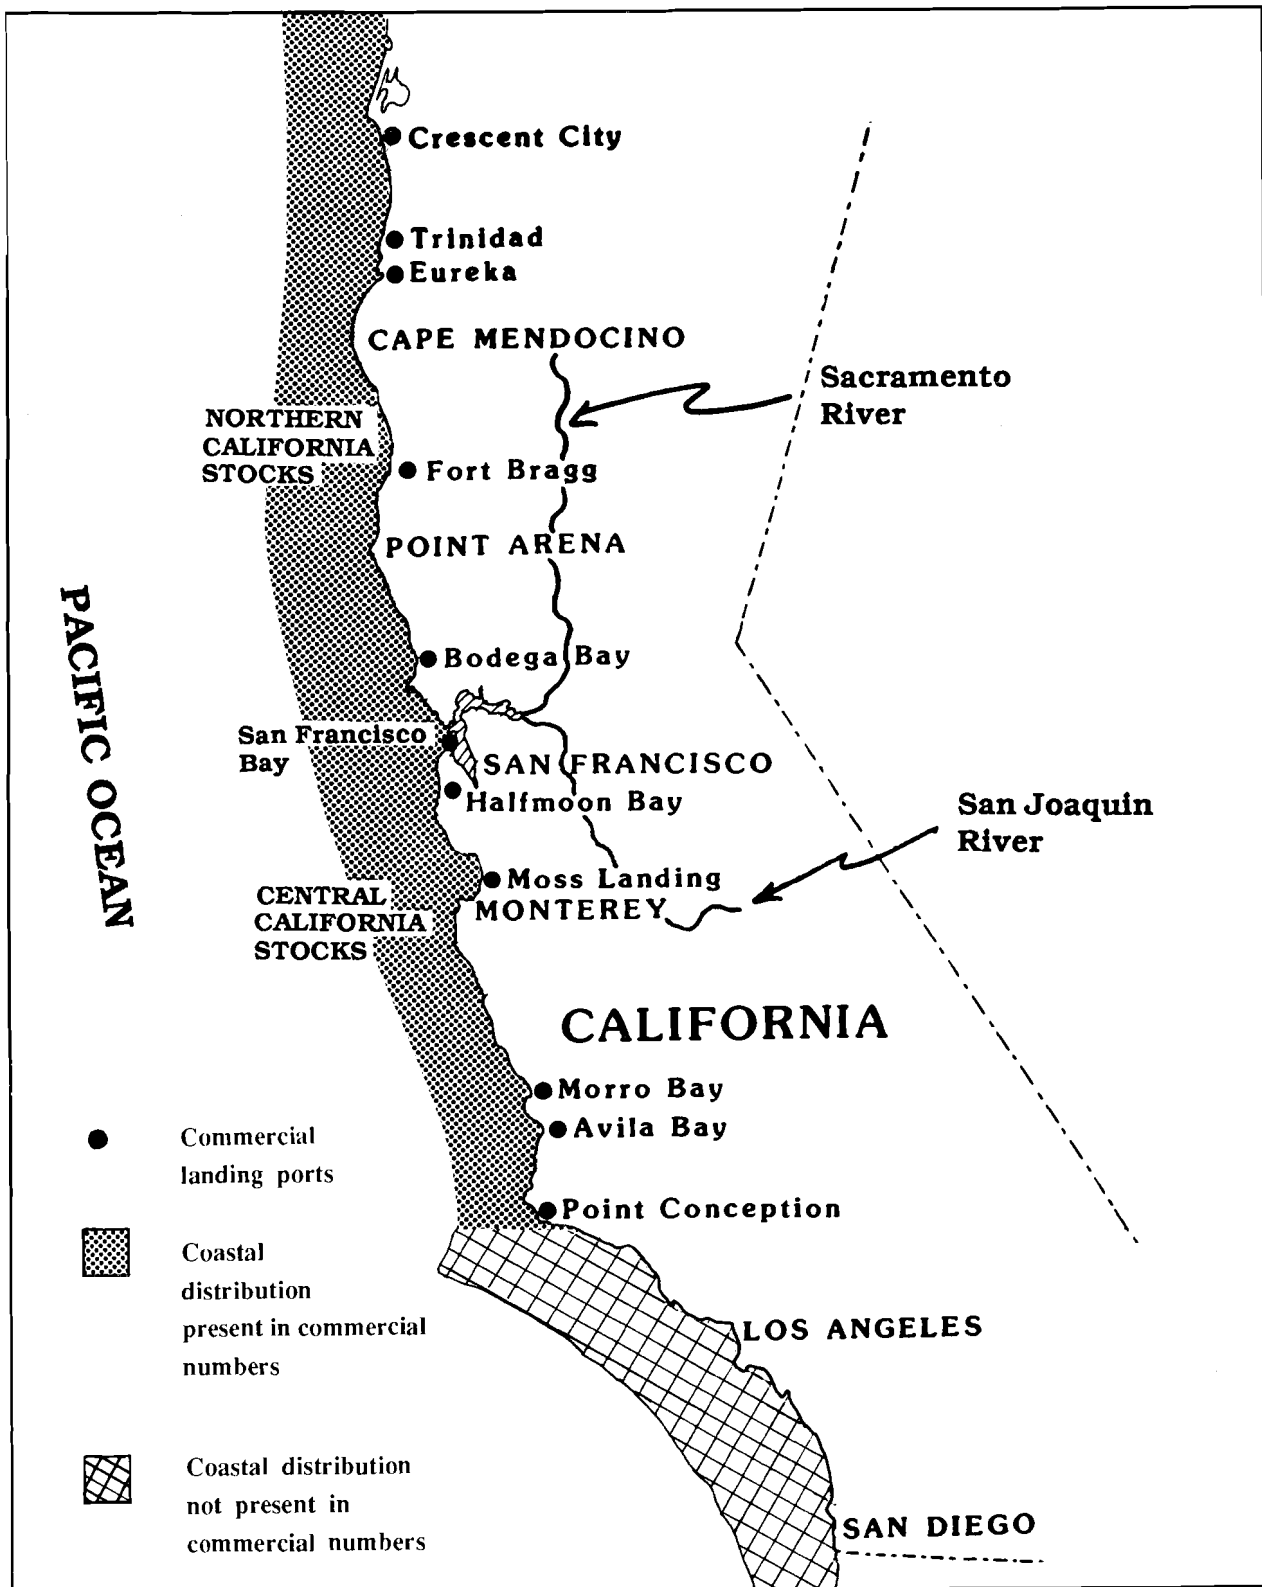 Crescent City
Trinidad
Eureka
CAPE MENDOCINO
Sacramento
River
NORTHERN
CALIFORNIA
STOCKS
Fort Bragg
POINT ARENA
PACIFIC OCEAN
Bodega Bay
San Francisco
Bay
SAN FRANCISCO
Halfmoon Bay
San Joaquin
River
Moss Landing
MONTEREY
CENTRAL
CALIFORNIA
STOCKS
CALIFORNIA
Morro Bay
Avila Bay
Point Conception
LOS ANGELES
SAN DIEGO
Commercial
landing ports
Coastal
distribution
present in commercial
numbers
Coastal distribution
not present in
commercial numbers